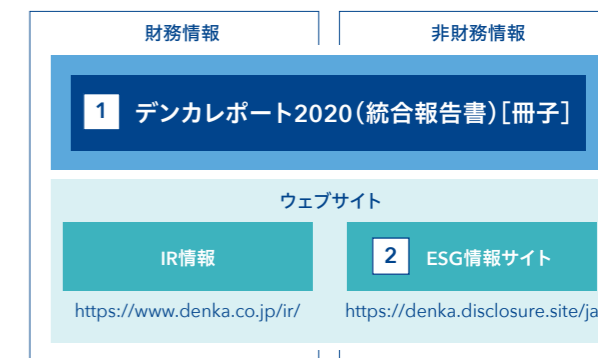 財務情報
非財務情報
1 デンカレポート2020(統合報告書)[冊子]
ウェブサイト
IR情報
2 ESG情報サイト
https://www.denka.co.jp/ir/
https://denka.disclosure.site/ja